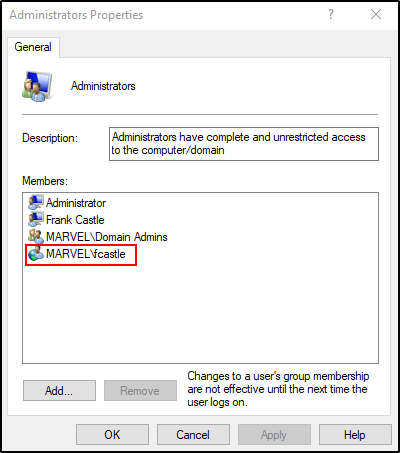 Administrators Properties
?
General
Administrators
Description:
Administrators have complete and unrestricted access
to the computer/domain
Members:
Administrator
Frank Castle
MARVEL\Domain Admins
MARVEL\fcastle
Add...
Remove
Changes to a user's group membership
are not effective until the next time the
user logs on.
OK
Cancel
Apply
Help